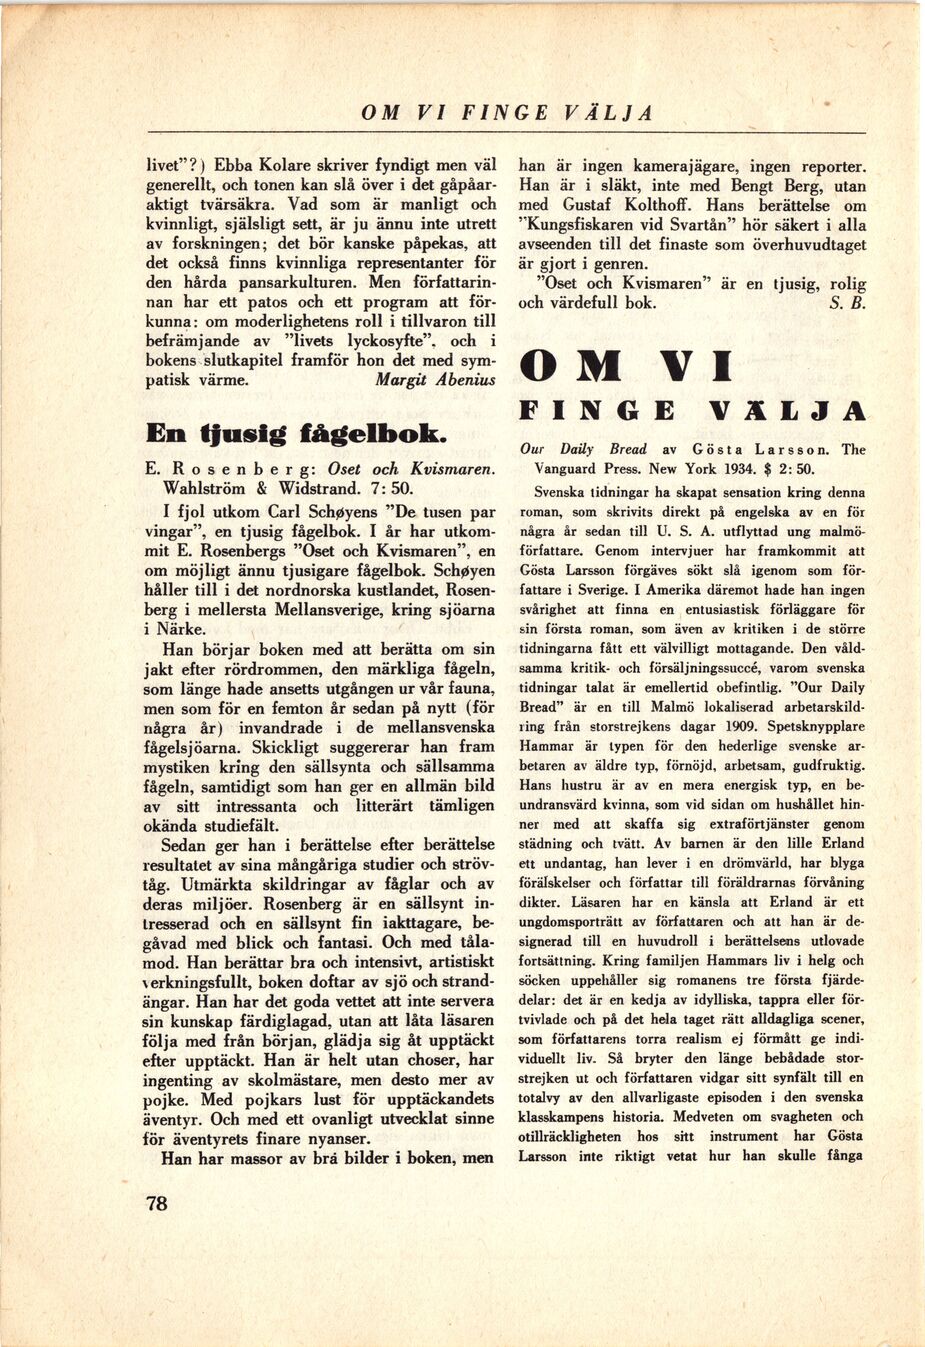 OM VI FINGE VÄLJA
livet”?) Ebba Kolare skriver fyndigt men väl
generellt, och tonen kan slå över i det gåpåar-
aktigt tvärsäkra. Vad som är manligt och
kvinnligt, själsligt sett, är ju ännu inte utrett
av forskningen; det bör kanske påpekas, att
det också finns kvinnliga representanter för
den hårda pansarkulturen. Men författarin-
nan har ett patos och ett program att för-
kunna: om moderlighetens roll i tillvaron till
befrämjande av ”livets lyckosyfte”, och i
bokens slutkapitel framför hon det med sym-
patisk värme. Margit Abenius
En tjusig fågelbok.
E. Rosenberg: Oset och Kvismaren.
Wahlström & Widstrand. 7: 50.
I fjol utkom Carl Schøyens ”De tusen par
vingar”, en tjusig fågelbok. I år har utkom-
mit E. Rosenbergs ”Oset och Kvismaren”, en
om möjligt ännu tjusigare fågelbok. Schøyen
håller till i det nordnorska kustlandet, Rosen-
berg i mellersta Mellansverige, kring sjöarna
i Närke.
Han börjar boken med att berätta om sin
jakt efter rördrommen, den märkliga fågeln,
som länge hade ansetts utgången ur vår fauna,
men som för en femton år sedan på nytt (för
några år) invandrade i de mellansvenska
fågelsjöarna. Skickligt suggererar han fram
mystiken kring den sällsynta och sällsamma
fågeln, samtidigt som han ger en allmän bild
av sitt intressanta och litterärt tämligen
okända studiefält.
Sedan ger han i berättelse efter berättelse
resultatet av sina mångåriga studier och ströv-
tåg. Utmärkta skildringar av fåglar och av
deras miljöer. Rosenberg är en sällsynt in-
tresserad och en sällsynt fin iakttagare, be-
gåvad med blick och fantasi. Och med tåla-
mod. Han berättar bra och intensivt, artistiskt
verkningsfullt, boken doftar av sjö och strand-
ängar. Han har det goda vettet att inte servera
sin kunskap färdiglagad, utan att låta läsaren
följa med från början, glädja sig åt upptäckt
efter upptäckt. Han är helt utan choser, har
ingenting av skolmästare, men desto mer av
pojke. Med pojkars lust för upptäckandets
äventyr. Och med ett ovanligt utvecklat sinne
för äventyrets finare nyanser.
Han har massor av bra bilder i boken, men
han är ingen kamerajägare, ingen reporter.
Han är i släkt, inte med Bengt Berg, utan
med Gustaf Kolthoff. Hans berättelse om
”Kungsfiskaren vid Svartån” hör säkert i alla
avseenden till det finaste som överhuvudtaget
är gjort i genren.
”Oset och Kvismaren” är en tjusig, rolig
och värdefull bok. S. B.
OM VI
FINGE VÄLJA
Our Daily Bread av Gösta Larsson. The
Vanguard Press. New York 1934. $ 2: 50.
Svenska tidningar ha skapat sensation kring denna
roman, som skrivits direkt på engelska av en för
några år sedan till U. S. A. utflyttad ung malmö-
författare. Genom intervjuer har framkommit att
Gösta Larsson förgäves sökt slå igenom som för-
fattare i Sverige. I Amerika däremot hade han ingen
svårighet att finna en entusiastisk förläggare för
sin första roman, som även av kritiken i de större
tidningarna fått ett välvilligt mottagande. Den våld-
samma kritik- och försäljningssuccé, varom svenska
tidningar talat är emellertid obefintlig. ”Our Daily
Bread” är en till Malmö lokaliserad arbetarskild-
ring från storstrejkens dagar 1909. Spetsknypplare
Hammar är typen för den hederlige svenske ar-
betaren av äldre typ, förnöjd, arbetsam, gudfruktig.
Hans hustru är av en mera energisk typ, en be-
undransvärd kvinna, som vid sidan om hushållet hin-
ner med att skaffa sig extraförtjänster genom
städning och tvätt. Av barnen är den lille Erland
ett undantag, han lever i en drömvärld, har blyga
förälskelser och författar till föräldrarnas förvåning
dikter. Läsaren har en känsla att Erland är ett
ungdomsporträtt av författaren och att han är de-
signerad till en huvudroll i berättelsens utlovade
fortsättning. Kring familjen Hammars liv i helg och
söcken uppehåller sig romanens tre första fjärde-
delar: det är en kedja av idylliska, tappra eller för-
tvivlade och på det hela taget rätt alldagliga scener,
som författarens torra realism ej förmått ge indi-
viduellt liv. Så bryter den länge bebådade stor-
strejken ut och författaren vidgar sitt synfält till en
totalvy av den allvarligaste episoden i den svenska
klasskampens historia. Medveten om svagheten och
otillräckligheten hos sitt instrument har Gösta
Larsson inte riktigt vetat hur han skulle fånga
78